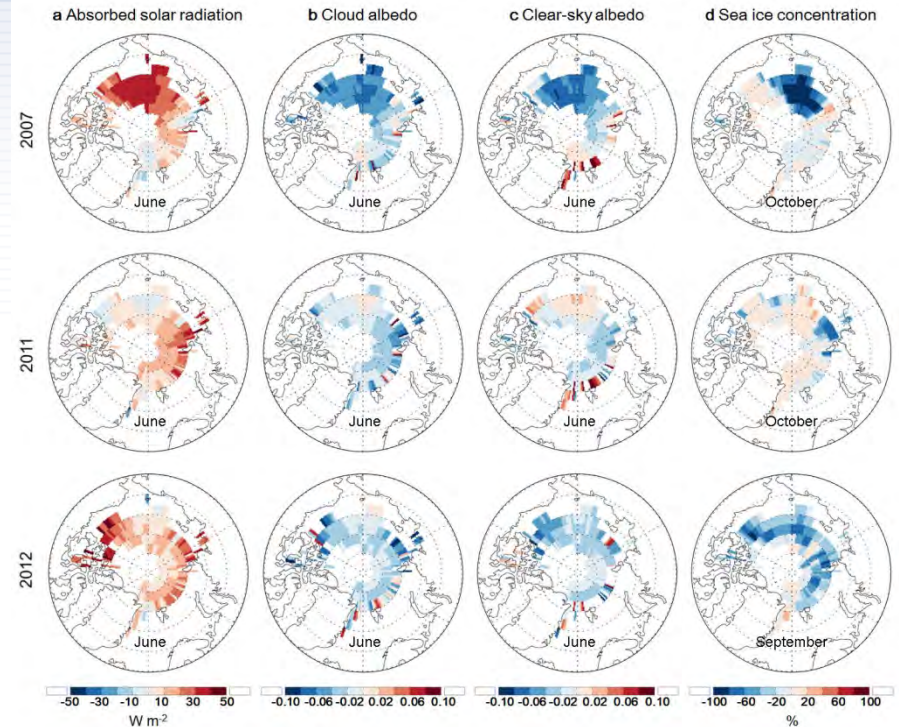 a Absorbed solar radiation
b Cloud albedo
c Clear-sky albedo
d Sea ice concentration
2007
June
June
June
October
2011
June
June
June
October
2012
June
June
June
September
-50 -30 -10 10 30 50
-0.10 -0.06 -0.02 0.02 0.06 0.10
-0.10 -0.06 -0.02 0.02 0.06 0.10
-100 -60 -20 20 60 100
W m-2
%